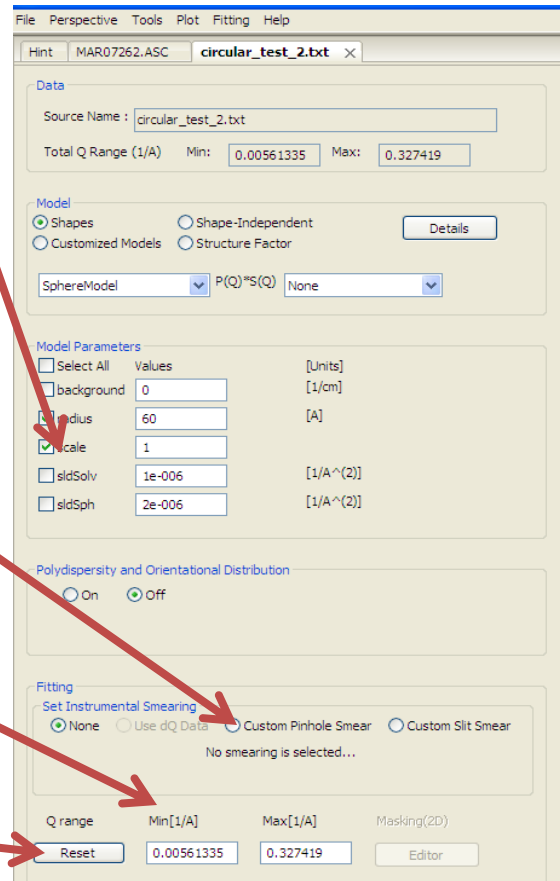 File Perspective Tools Plot Fitting Help
Hint MAR07262.ASC circular_test_2.txt
Data
Source Name : circular_test_2.txt
Total Q Range (1/A) Min: 0.00561335 Max: 0.327419
Model
Shapes Shape-Independent Details
Customized Models Structure Factor
SphereModel P(Q)*S(Q) None
Model Parameters
Select All Values [Units]
background 0 [1/cm]
radius 60 [A]
scale 1
sldSolv 1e-006 [1/A^(2)]
sldSph 2e-006 [1/A^(2)]
Polydispersity and Orientational Distribution
On Off
Fitting
Set Instrumental Smearing
None Use dQ Data Custom Pinhole Smear Custom Slit Smear
No smearing is selected...
Q range Min[1/A] Max[1/A] Masking(2D)
Reset 0.00561335 0.327419 Editor